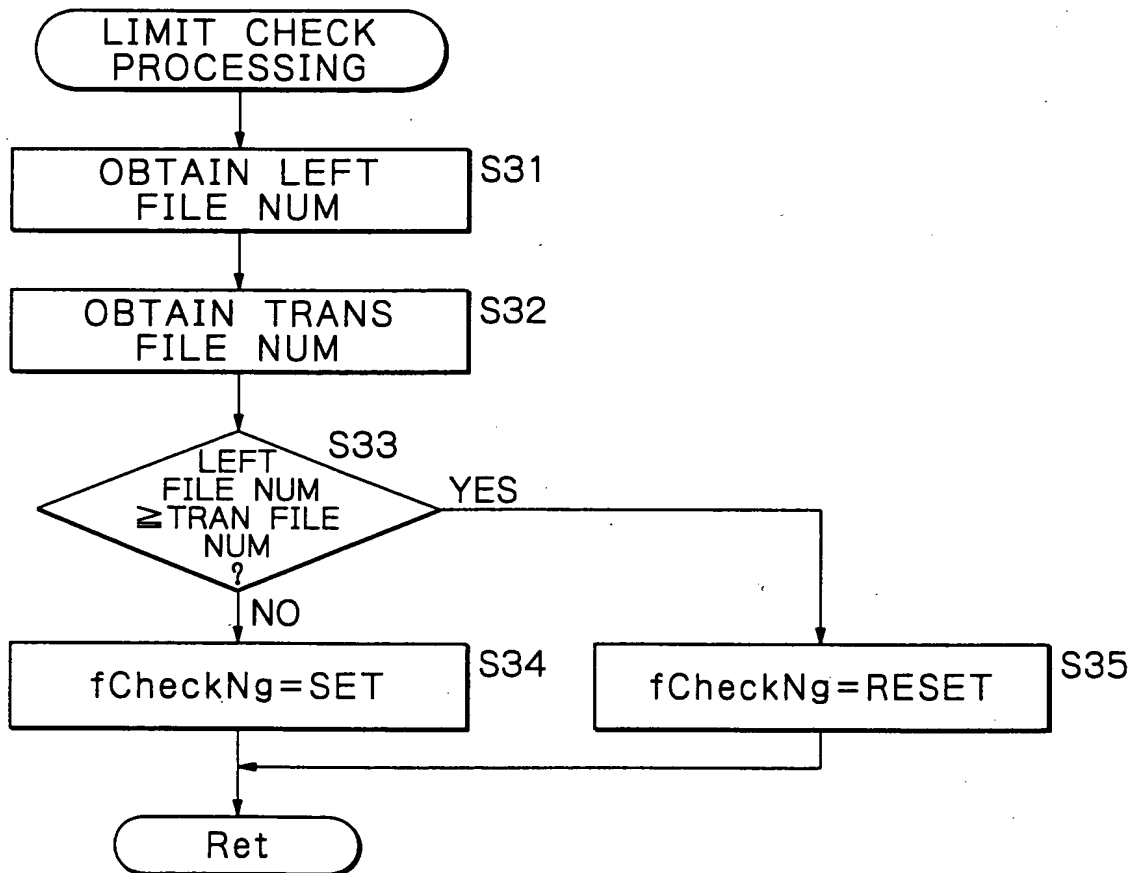 LIMIT CHECK
PROCESSING
OBTAIN LEFT
FILE NUM
S31
OBTAIN TRANS
FILE NUM
S32
S33
LEFT
FILE NUM
≧TRAN FILE
NUM
?
YES
NO
fCheckNg=SET
S34
fCheckNg=RESET
S35
Ret